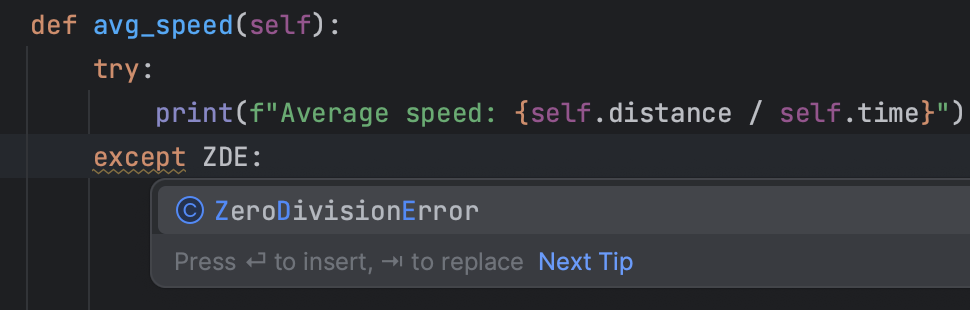 def avg_speed(self):
try:
print(f"Average speed: {self.distance / self.time}")
except ZDE:
© ZeroDivisionError
Press ↵ to insert, ⇥ to replace Next Tip